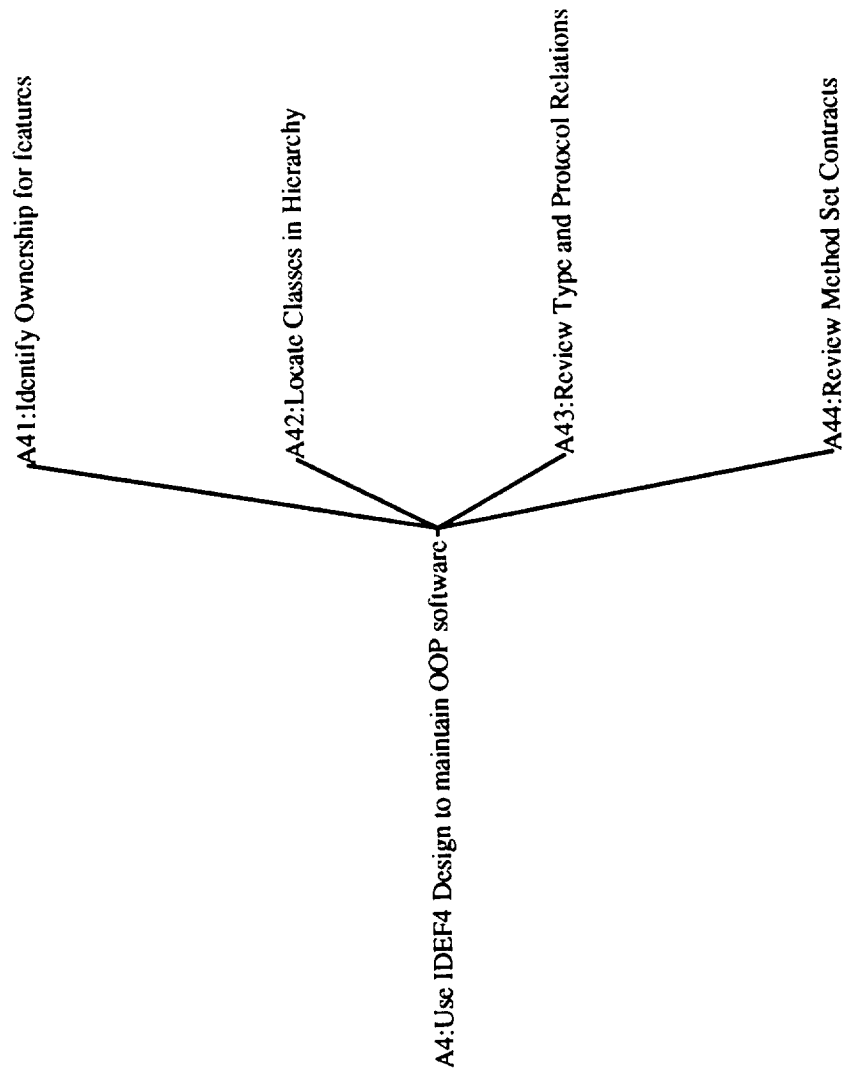 A4:Use IDEF4 Design to maintain OOP software
A41:Identify Ownership for features
A42:Locate Classes in Hierarchy
A43:Review Type and Protocol Relations
A44:Review Method Set Contracts